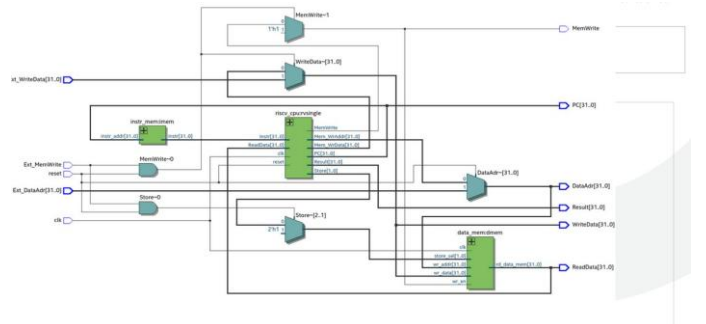 MemWrite~1
1'h1
MemWrite
WriteData~[31..0]
xt_WriteData[31..0]
PC[31..0]
instr_mem:imem
riscv_cpu:rvsingle
instr_addr[31..0]
instr[31..0]
MemWrite
Instr[31..0]
Mem_WrAddr[31..0]
ReadData[31..0]
Mem_WrData[31..0]
clk
PC[31..0]
reset
Result[31..0]
Store[1..0]
Ext_MemWrite
reset
MemWrite~0
DataAdr~[31..0]
Ext_DataAdr[31..0]
DataAdr[31..0]
Store~0
Result[31..0]
clk
Store~[2..1]
2'h1
WriteData[31..0]
data_mem:dmem
clk
store_sel[1..0]
wr_addr[31..0]
rd_data_mem[31..0]
wr_data[31..0]
wr_en
ReadData[31..0]